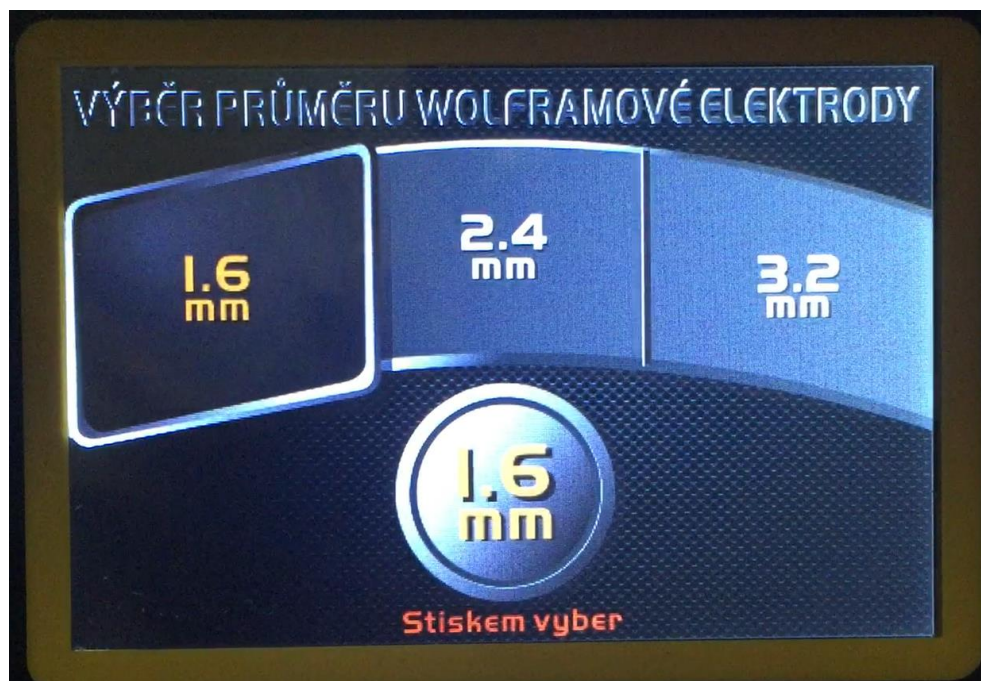 VÝBĚR PRŮMĚRU WOLFRAMOVÉ ELEKTRODY
1.6
mm
2.4
mm
3.2
mm
1.6
mm
Stiskem vyber